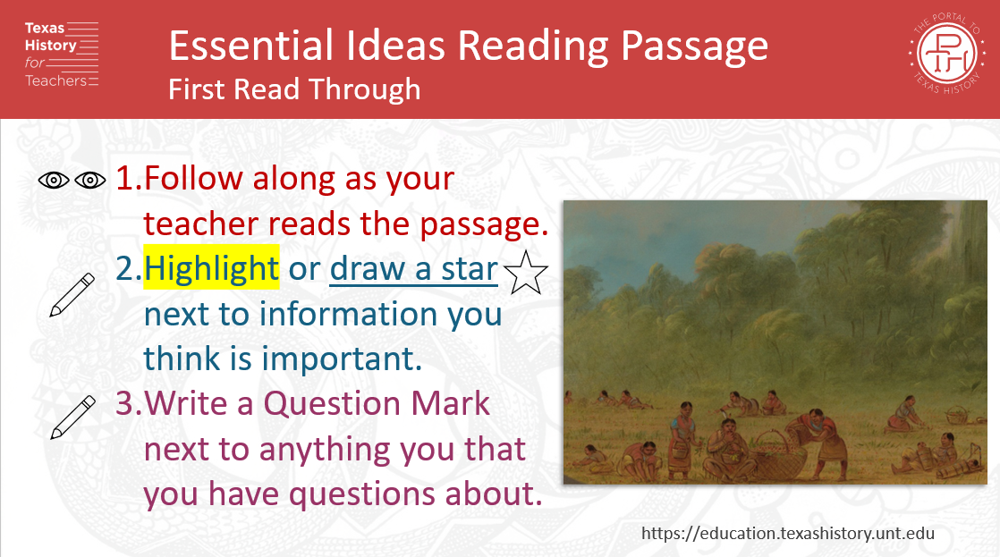 Texas
History
for
Teachers
Essential Ideas Reading Passage
First Read Through
THE PORTAL TO
PTH
TEXAS HISTORY
1.Follow along as your
teacher reads the passage.
2.Highlight or draw a star
next to information you
think is important.
3.Write a Question Mark
next to anything you that
you have questions about.
https://education.texashistory.unt.edu